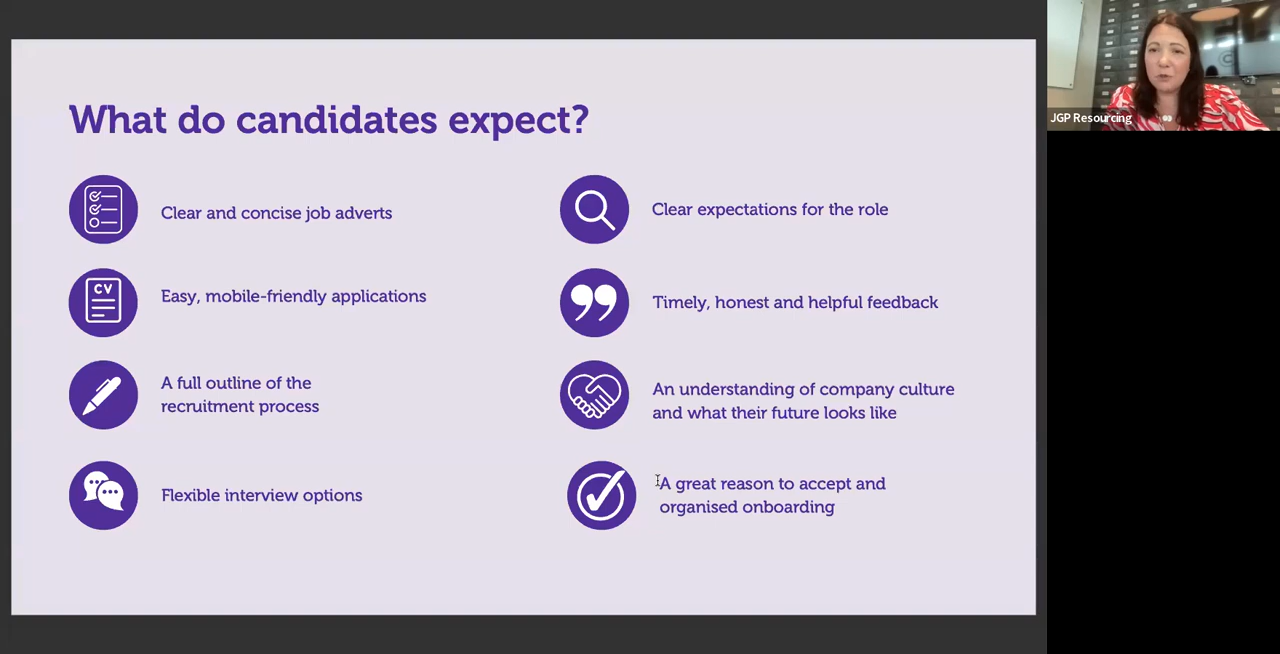 What do candidates expect?
Clear and concise job adverts
CV
Easy, mobile-friendly applications
A full outline of the
recruitment process
Flexible interview options
Clear expectations for the role
Timely, honest and helpful feedback
An understanding of company culture
and what their future looks like
A great reason to accept and
organised onboarding
JGP Resourcing